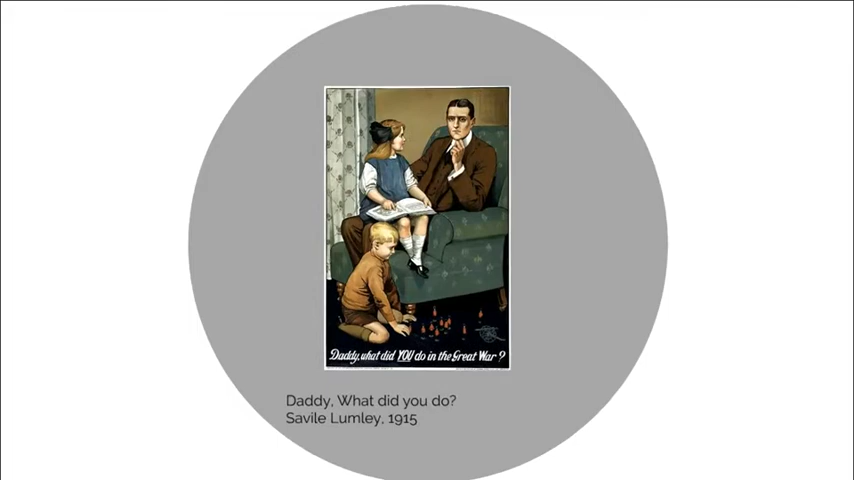 Daddy, what did YOU do in the Great War?
Daddy, What did you do?
Savile Lumley, 1915